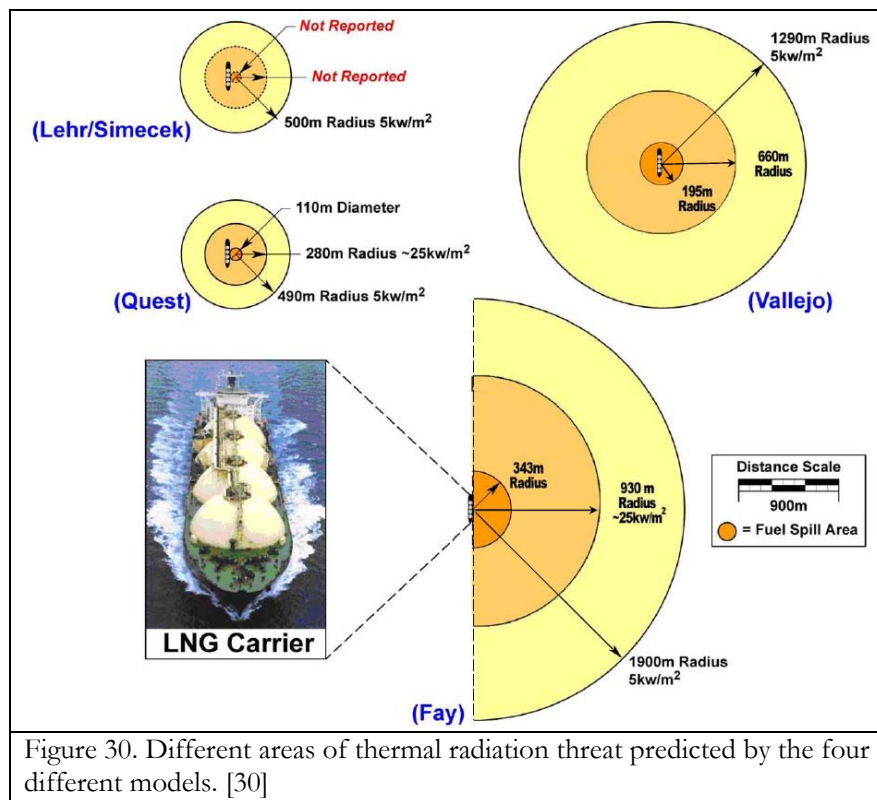 Not Reported
Not Reported
500m Radius 5kw/m²
(Lehr/Simecek)
110m Diameter
280m Radius ~25kw/m²
490m Radius 5kw/m²
(Quest)
1290m Radius
5kw/m²
660m
Radius
195m
Radius
(Vallejo)
LNG Carrier
343m
Radius
930 m
Radius
~25kw/m²
1900m Radius
5kw/m²
(Fay)
Distance Scale
900m
= Fuel Spill Area
Figure 30. Different areas of thermal radiation threat predicted by the four
different models. [30]